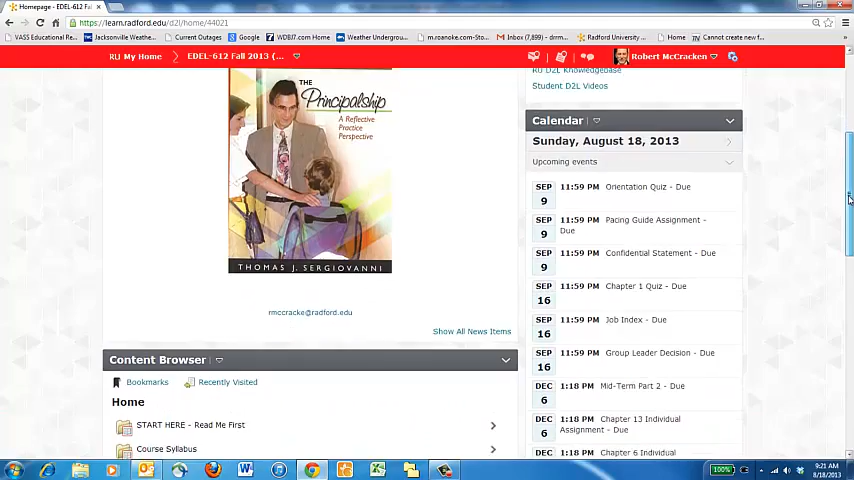 Homepage - EDEL-612 Fall 2013
https://learn.radford.edu/d2l/home/44021
VASS Educational Re...
Jacksonville Weathe...
Current Outages
Google
WDBJ7.com Home
Weather Undergrou...
m.roanoke.com-Sto...
Inbox (7,899) - drrm...
Radford University ...
Home
Cannot create new f...
RU My Home
EDEL-612 Fall 2013 (...
Robert McCracken
THE
Principalship
A Reflective
Practice
Perspective
THOMAS J. SERGIOVANNI
rmccracke@radford.edu
Show All News Items
Content Browser
Bookmarks
Recently Visited
Home
START HERE - Read Me First
Course Syllabus
RU D2L Knowledgebase
Student D2L Videos
Calendar
Sunday, August 18, 2013
Upcoming events
SEP 11:59 PM Orientation Quiz - Due
9
SEP 11:59 PM Pacing Guide Assignment -
9 Due
SEP 11:59 PM Confidential Statement - Due
9
SEP 11:59 PM Chapter 1 Quiz - Due
16
SEP 11:59 PM Job Index - Due
16
SEP 11:59 PM Group Leader Decision - Due
16
DEC 1:18 PM Mid-Term Part 2 - Due
6
DEC 1:18 PM Chapter 13 Individual
6 Assignment - Due
DEC 1:18 PM Chapter 6 Individual
100%
9:21 AM
8/18/2013